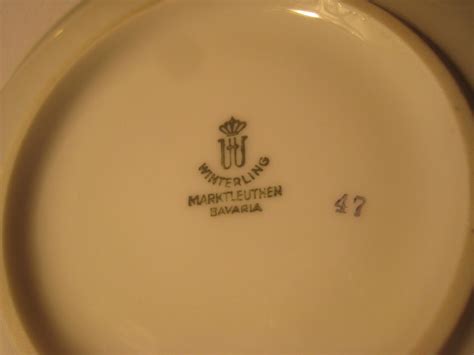 W
WINTERLING
MARKTLEUTHEN
BAVARIA
47